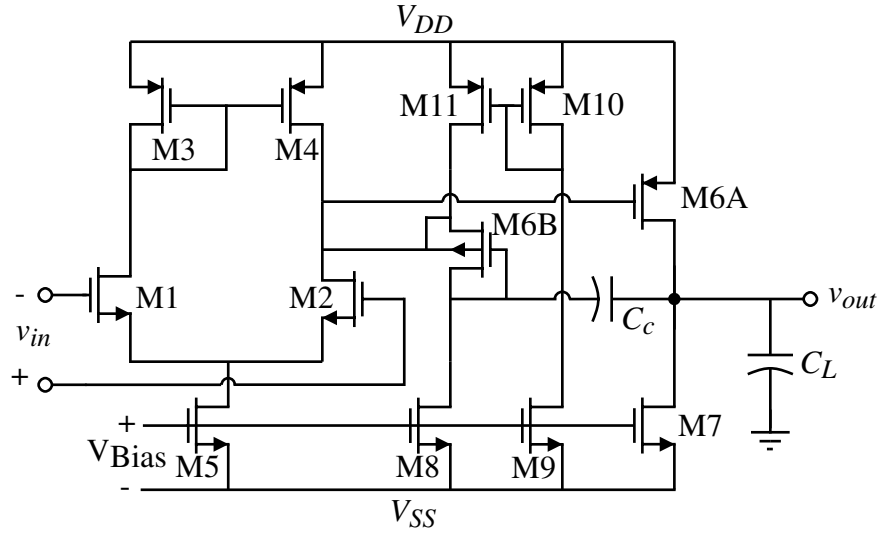 V_DD
M11
M10
M3
M4
M6B
M6A
-
M1
M2
v_in
C_c
v_out
+
C_L
+
V_Bias
M5
M8
M9
M7
-
V_SS